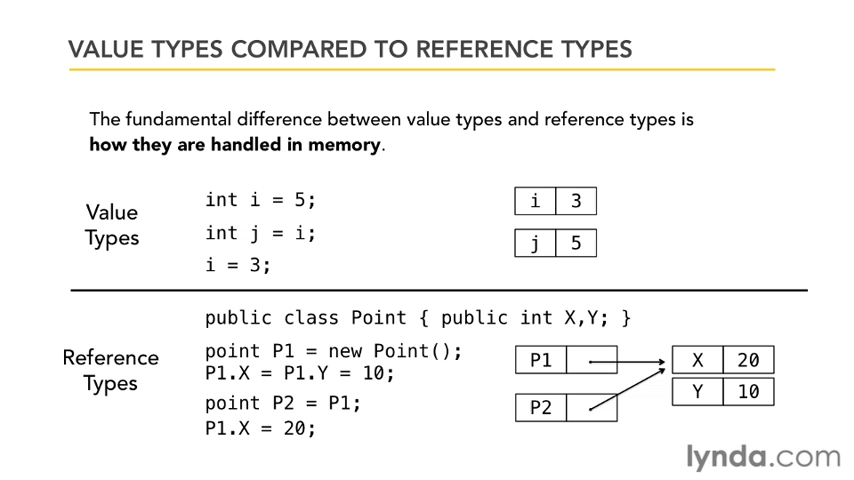 VALUE TYPES COMPARED TO REFERENCE TYPES
The fundamental difference between value types and reference types is
how they are handled in memory.
Value
Types
int i = 5;
int j = i;
i = 3;
i 3
j 5
Reference
Types
public class Point { public int X,Y; }
point P1 = new Point();
P1.X = P1.Y = 10;
point P2 = P1;
P1.X = 20;
P1
P2
X 20
Y 10
lynda.com